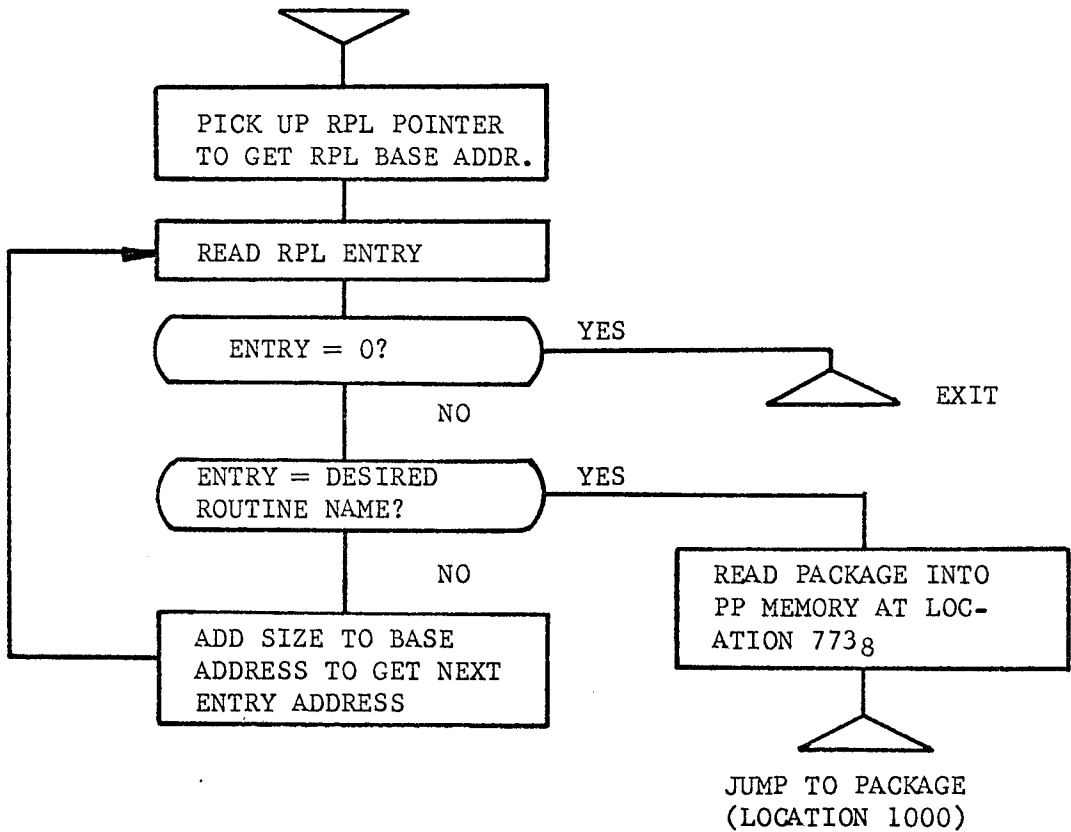 PICK UP RPL POINTER
TO GET RPL BASE ADDR.
READ RPL ENTRY
ENTRY = 0?
YES
EXIT
NO
ENTRY = DESIRED
ROUTINE NAME?
YES
NO
READ PACKAGE INTO
PP MEMORY AT LOC-
ATION 773₈
ADD SIZE TO BASE
ADDRESS TO GET NEXT
ENTRY ADDRESS
JUMP TO PACKAGE
(LOCATION 1000)